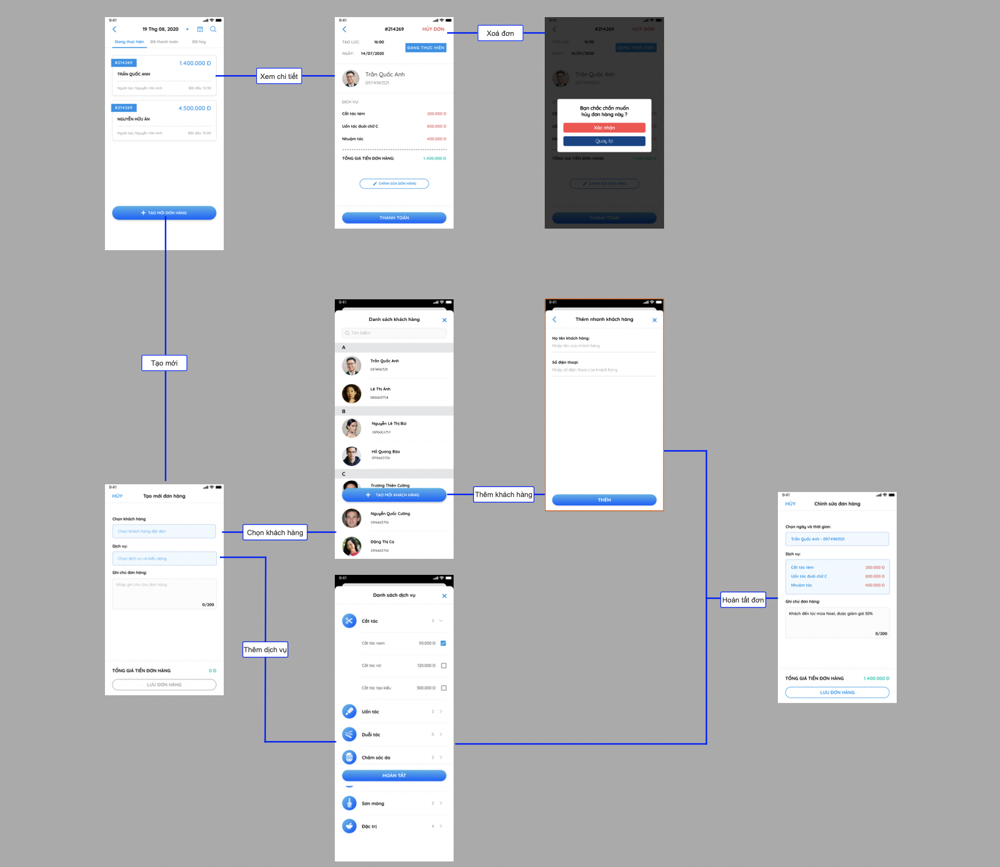 9:41
19 Thg 08, 2020
Đang thực hiện
Đã thanh toán
Đã hủy
#214269
1.400.000 Đ
TRẦN QUỐC ANH
Người tạo: Nguyễn Văn Anh
Bắt đầu: 12:30
#214269
4.500.000 Đ
NGUYỄN HỮU ÂN
Người tạo: Nguyễn Văn Anh
Bắt đầu: 15:00
TẠO MỚI ĐƠN HÀNG
Xem chi tiết
9:41
#214269
HỦY ĐƠN
TẠO LÚC:
16:00
ĐANG THỰC HIỆN
NGÀY:
14/07/2020
Trần Quốc Anh
0974961321
DỊCH VỤ:
Cắt tóc tém
200.000 Đ
Uốn tóc đuôi chữ C
800.000 Đ
Nhuộm tóc
400.000 Đ
TỔNG GIÁ TIỀN ĐƠN HÀNG:
1.400.000 Đ
CHỈNH SỬA ĐƠN HÀNG
THANH TOÁN
Xoá đơn
9:41
#214269
HỦY ĐƠN
TẠO LÚC:
16:00
ĐANG THỰC HIỆN
NGÀY:
14/07/2020
Trần Quốc Anh
0974961321
Bạn chắc chắn muốn
hủy đơn hàng này ?
Xác nhận
Quay lại
TỔNG GIÁ TIỀN ĐƠN HÀNG:
1.400.000 Đ
CHỈNH SỬA ĐƠN HÀNG
THANH TOÁN
Tạo mới
9:41
Danh sách khách hàng
Tìm kiếm
A
Trần Quốc Anh
0974961321
Lê Thị Ánh
0816663754
B
Nguyễn Lê Thị Bùi
0816663754
Hồ Quang Bảo
0916663756
C
Trương Thiên Cường
TẠO MỚI KHÁCH HÀNG
Nguyễn Quốc Cường
0916663756
Đặng Thị Ca
0916663756
Thêm khách hàng
9:41
Thêm nhanh khách hàng
Họ tên khách hàng:
Nhập tên của khách hàng
Số điện thoại:
Nhập số điện thoại của khách hàng
THÊM
9:41
HỦY
Tạo mới đơn hàng
Chọn khách hàng
Chọn khách hàng đặt đơn
Dịch vụ:
Chọn dịch vụ và kiểu dáng
Ghi chú đơn hàng:
Nhập ghi chú cho đơn hàng
0/200
TỔNG GIÁ TIỀN ĐƠN HÀNG
0 Đ
LƯU ĐƠN HÀNG
Chọn khách hàng
Thêm dịch vụ
9:41
Danh sách dịch vụ
Cắt tóc
3
Cắt tóc nam
50.000 Đ
Cắt tóc nữ
120.000 Đ
Cắt tóc tạo kiểu
300.000 Đ
Uốn tóc
2
Duỗi tóc
5
Chăm sóc da
2
HOÀN TẤT
Sơn móng
2
Đặc trị
4
Hoàn tất đơn
9:41
HỦY
Chỉnh sửa đơn hàng
Chọn ngày và thời gian:
Trần Quốc Anh - 0974961321
Dịch vụ:
Cắt tóc tém
200.000 Đ
Uốn tóc đuôi chữ C
800.000 Đ
Nhuộm tóc
400.000 Đ
Ghi chú đơn hàng:
Khách đến lúc mùa Noel, được giảm giá 30%
0/200
TỔNG GIÁ TIỀN ĐƠN HÀNG
1.400.000 Đ
LƯU ĐƠN HÀNG